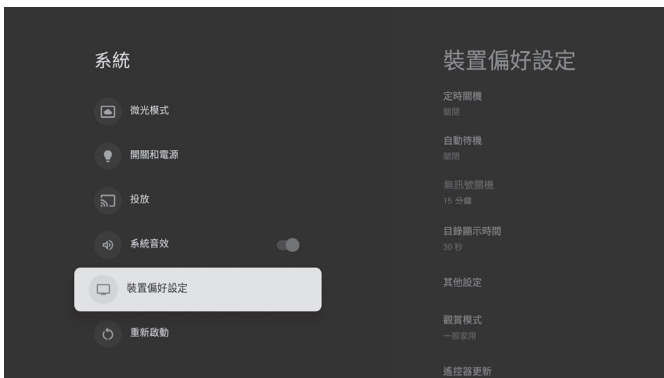 系統
微光模式
開關和電源
投放
系統音效
裝置偏好設定
重新啟動
裝置偏好設定
定時關機
關閉
自動待機
關閉
無訊號關機
15 分鐘
目錄顯示時間
30 秒
其他設定
觀賞模式
一般家用
遙控器更新